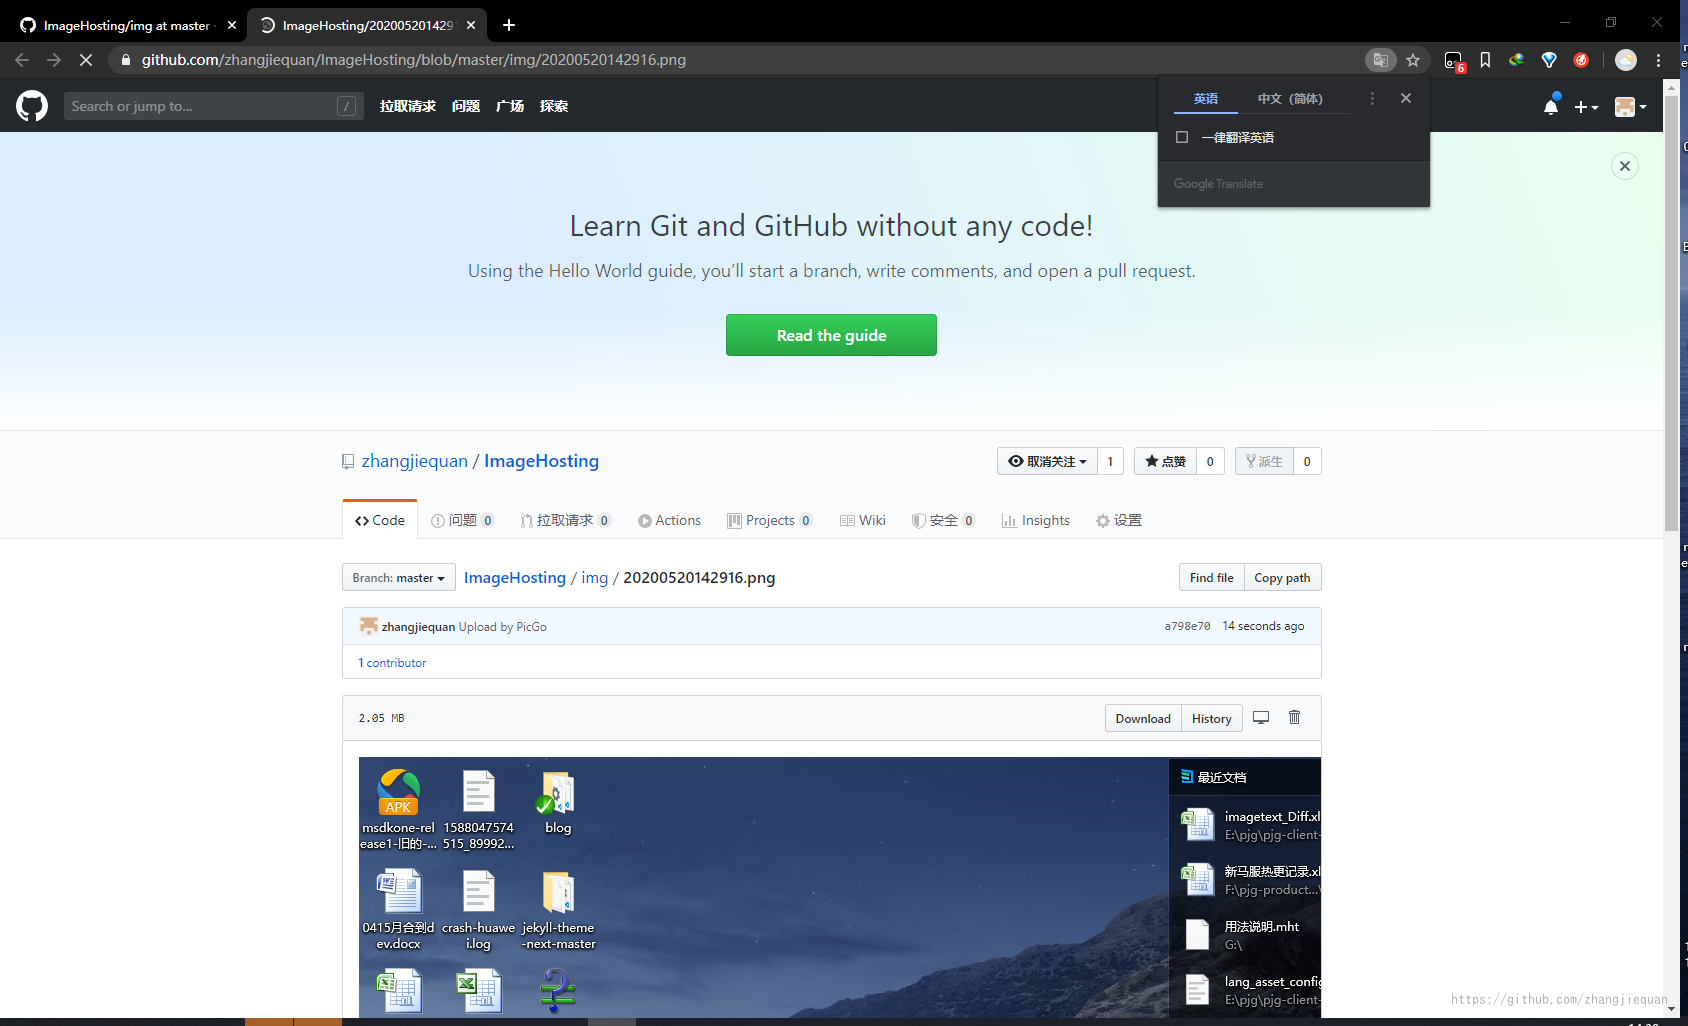 ImageHosting/img at master
ImageHosting/2020052014291
github.com/zhangjiequan/ImageHosting/blob/master/img/20200520142916.png
6
Search or jump to...
/
拉取请求 问题 广场 探索
英语 中文（简体）
一律翻译英语
Google Translate
Learn Git and GitHub without any code!
Using the Hello World guide, you’ll start a branch, write comments, and open a pull request.
Read the guide
zhangjiequan / ImageHosting
取消关注 1 点赞 0 派生 0
Code 问题 0 拉取请求 0 Actions Projects 0 Wiki 安全 0 Insights 设置
Branch: master ImageHosting / img / 20200520142916.png Find file Copy path
zhangjiequan Upload by PicGo a798e70 14 seconds ago
1 contributor
2.05 MB Download History
APK
msdkone-rel
ease1-旧的-...
1588047574
515_89992...
blog
0415月合到d
ev.docx
crash-huawe
i.log
jekyll-theme
-next-master
最近文档
imagetext_Diff.xl
E:\pjg\pjg-client-
新马服热更记录.xl
F:\pjg-product...\
用法说明.mht
G:\
lang_asset_config
E:\pjg\pjg-client-
https://github.com/zhangjiequan